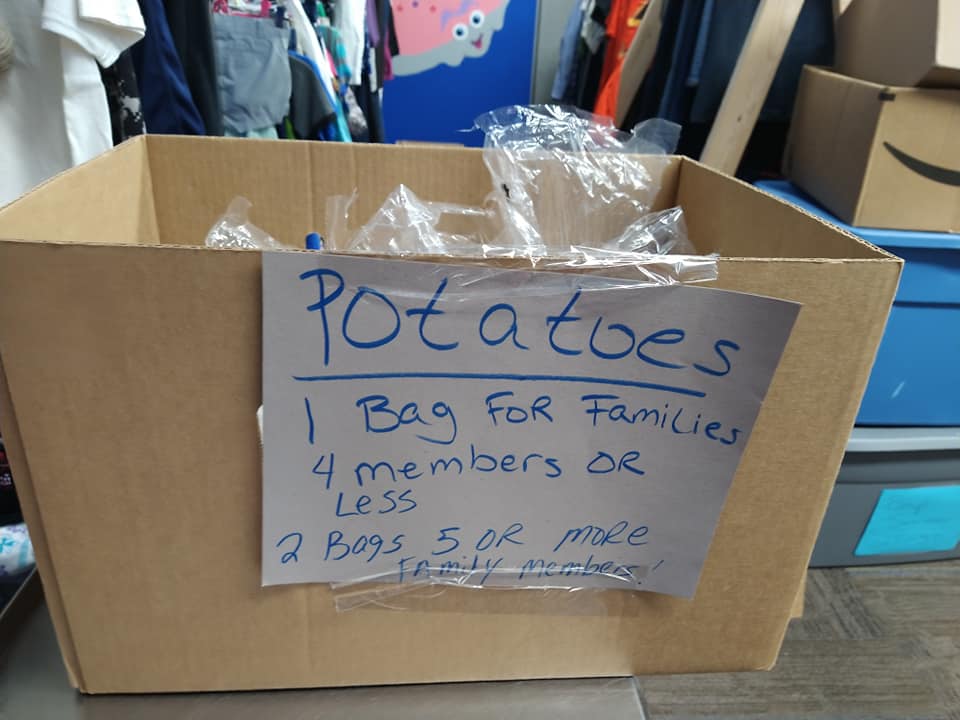 Potatoes
1 Bag FOR Families
4 members OR
Less
2 Bags 5 OR more
Family members!